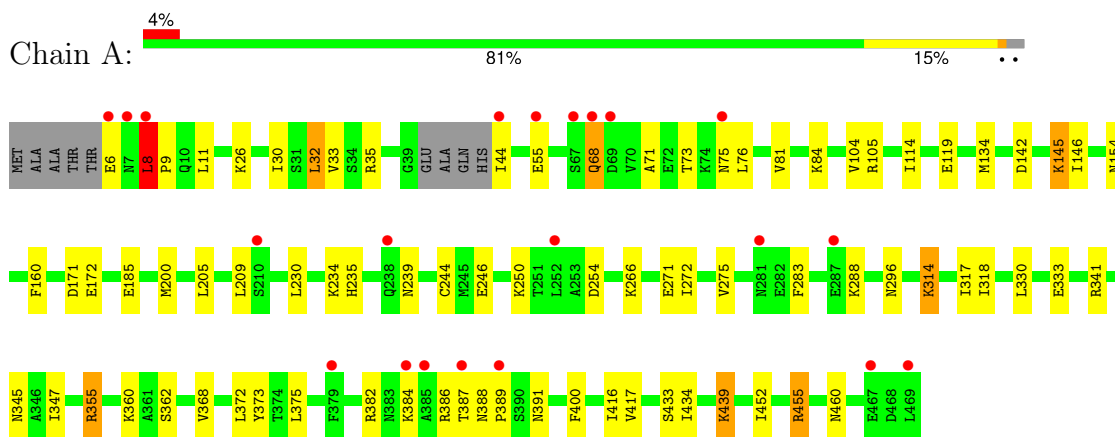 4%
Chain A:
81% 15% • •
MET ALA ALA THR THR E6 N7 L8 P9 Q10 L11 K26 I30 S31 L32 V33 S34 R35 G39 GLU ALA GLN HIS I44 E55 S67 Q68 D69 V70 A71 E72 T73 K74 N75 L76 V81 K84 V104 R105 I114 E119 M134 D142 K145 I146 N154
F160 D171 E172 E185 M200 L205 L209 S210 L230 K234 H235 Q238 N239 C244 M245 E246 K250 T251 L252 A253 D254 K266 E271 I272 V275 N281 E282 F283 E287 K288 N296 K314 I317 I318 L330 E333 R341
N345 A346 I347 R355 K360 A361 S362 V368 L372 Y373 T374 L375 F379 R382 N383 K384 A385 R386 T387 N388 P389 S390 N391 F400 I416 V417 S433 I434 K439 I452 R455 N460 E467 D468 L469